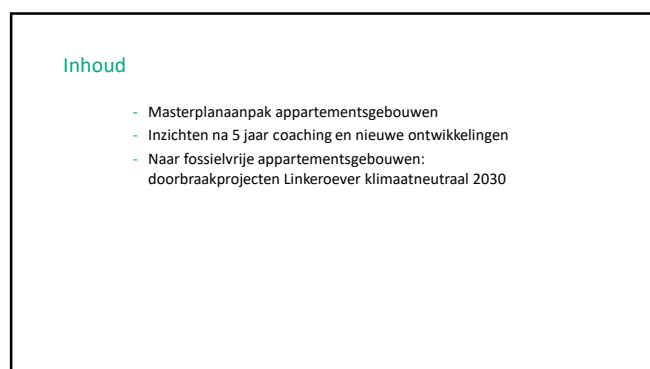 Inhoud
- Masterplanaanpak appartementsgebouwen
- Inzichten na 5 jaar coaching en nieuwe ontwikkelingen
- Naar fossielvrije appartementsgebouwen:
doorbraakprojecten Linkeroever klimaatneutraal 2030